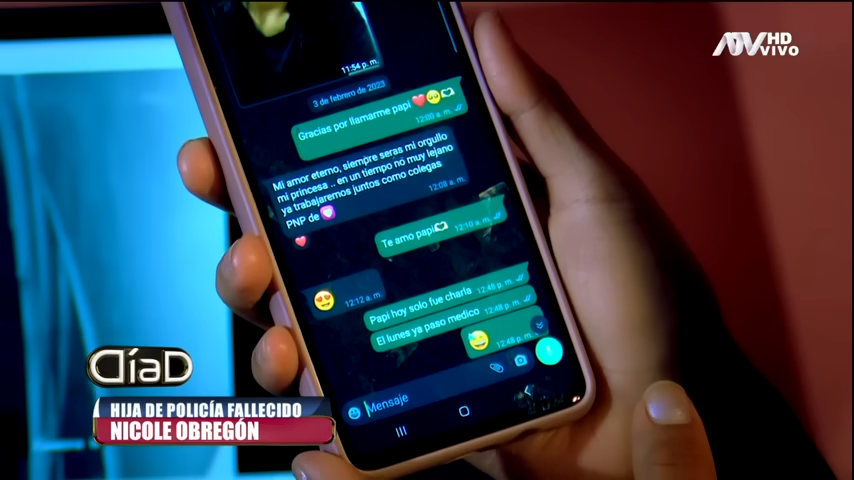 ATV HD
VIVO
11:54 p. m.
3 de febrero de 2023
Gracias por llamarme papi ❤️🥺🫶
12:00 a. m.
Mi amor eterno, siempre seras mi orgullo
mi princesa .. en un tiempo no muy lejano
ya trabajaremos juntos como colegas
PNP de 💟
12:08 a. m.
❤️
Te amo papi🫶 12:10 a. m.
😍 12:12 a. m.
Papi hoy solo fue charla 12:48 p. m.
El lunes ya paso medico 12:48 p. m.
😅 12:48 p. m.
Mensaje
DíaD
HIJA DE POLICÍA FALLECIDO
NICOLE OBREGÓN